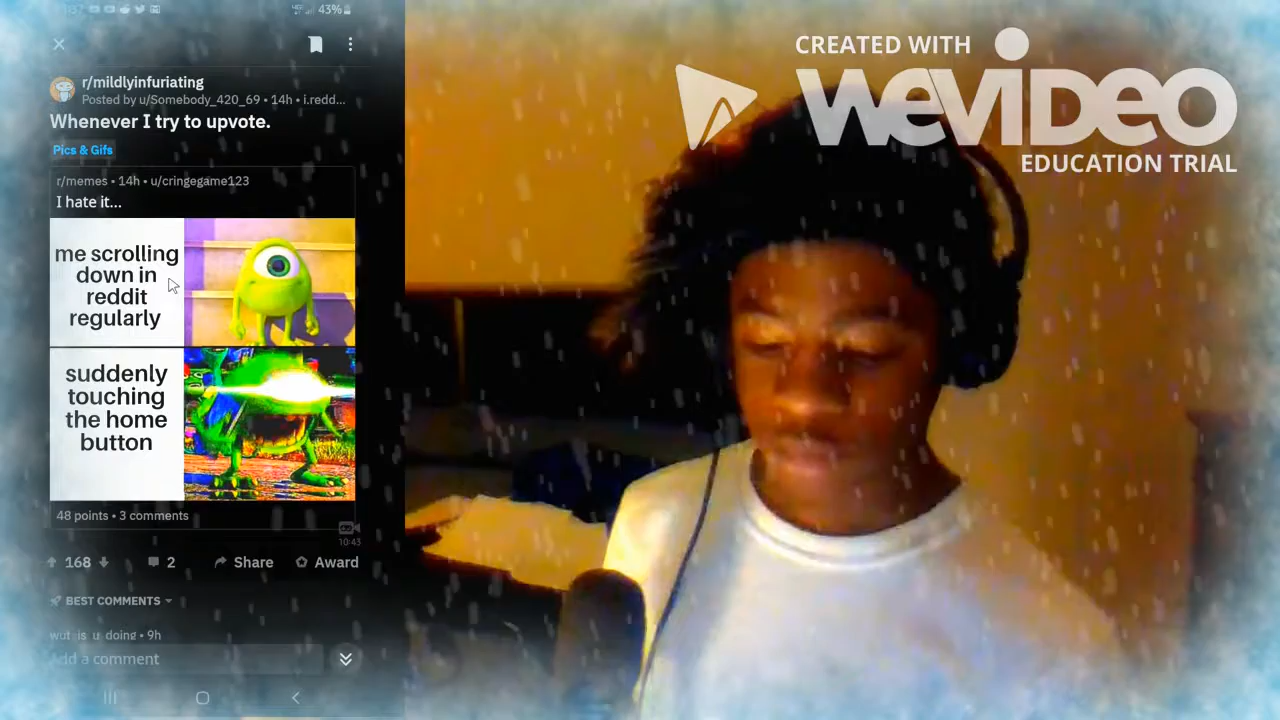 43%
r/mildlyinfuriating
Posted by u/Somebody_420_69 • 14h • i.redd...
Whenever I try to upvote.
Pics & Gifs
r/memes • 14h • u/cringegame123
I hate it...
me scrolling
down in
reddit
regularly
suddenly
touching
the home
button
48 points • 3 comments
10:43
168
2
Share
Award
BEST COMMENTS
wut_is_u_doing • 9h
Add a comment
CREATED WITH
WEVIDEO
EDUCATION TRIAL